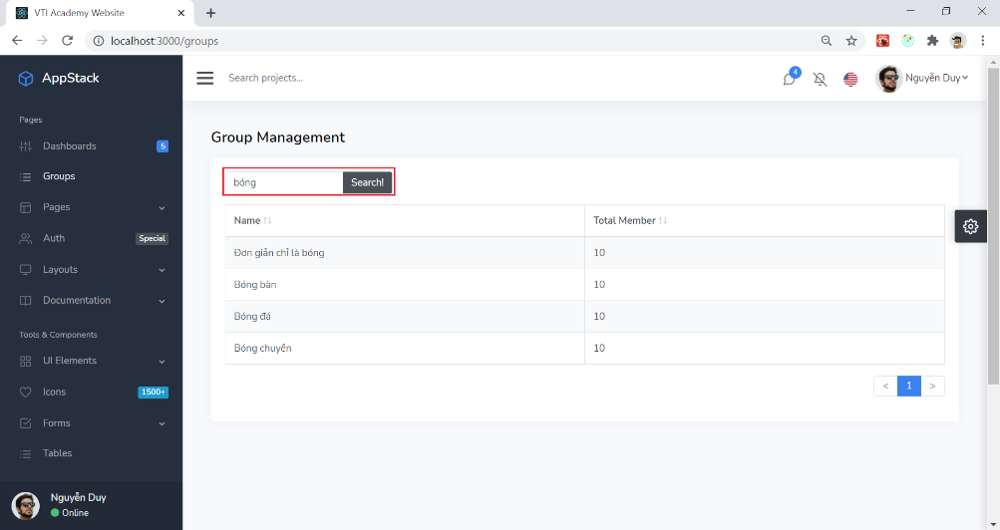 VTI Academy Website
localhost:3000/groups
AppStack
Search projects...
4
Nguyễn Duy
Pages
Dashboards 5
Groups
Pages
Auth Special
Layouts
Documentation
Tools & Components
UI Elements
Icons 1500+
Forms
Tables
Nguyễn Duy
Online
Group Management
bóng Search!
Name Total Member
Đơn giản chỉ là bóng 10
Bóng bàn 10
Bóng đá 10
Bóng chuyền 10
< 1 >